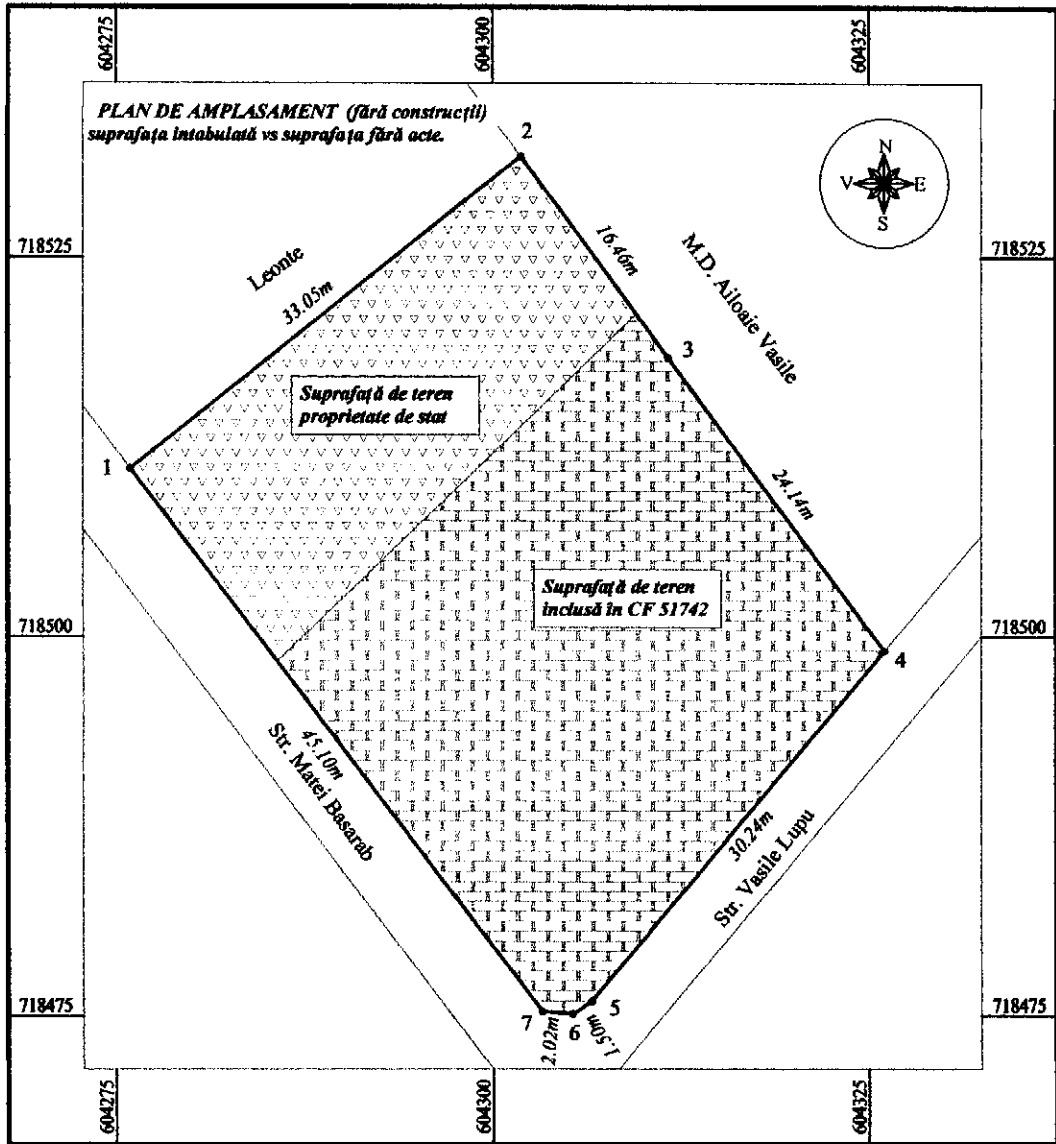 604275
604300
604325
PLAN DE AMPLASAMENT (fără construcții)
suprafața intabulată vs suprafața fără acte.
2
N
V
E
S
718525
718525
Leonte
33.05m
16.46m
M.D. Ailoaie Vasile
3
Suprafață de teren
proprietate de stat
1
24.14m
Suprafață de teren
inclusă în CF 51742
718500
718500
4
45.10m
Str. Matei Basarab
30.24m
Str. Vasile Lupu
718475
718475
7
2.02m
6
1.50m
5
604275
604300
604325